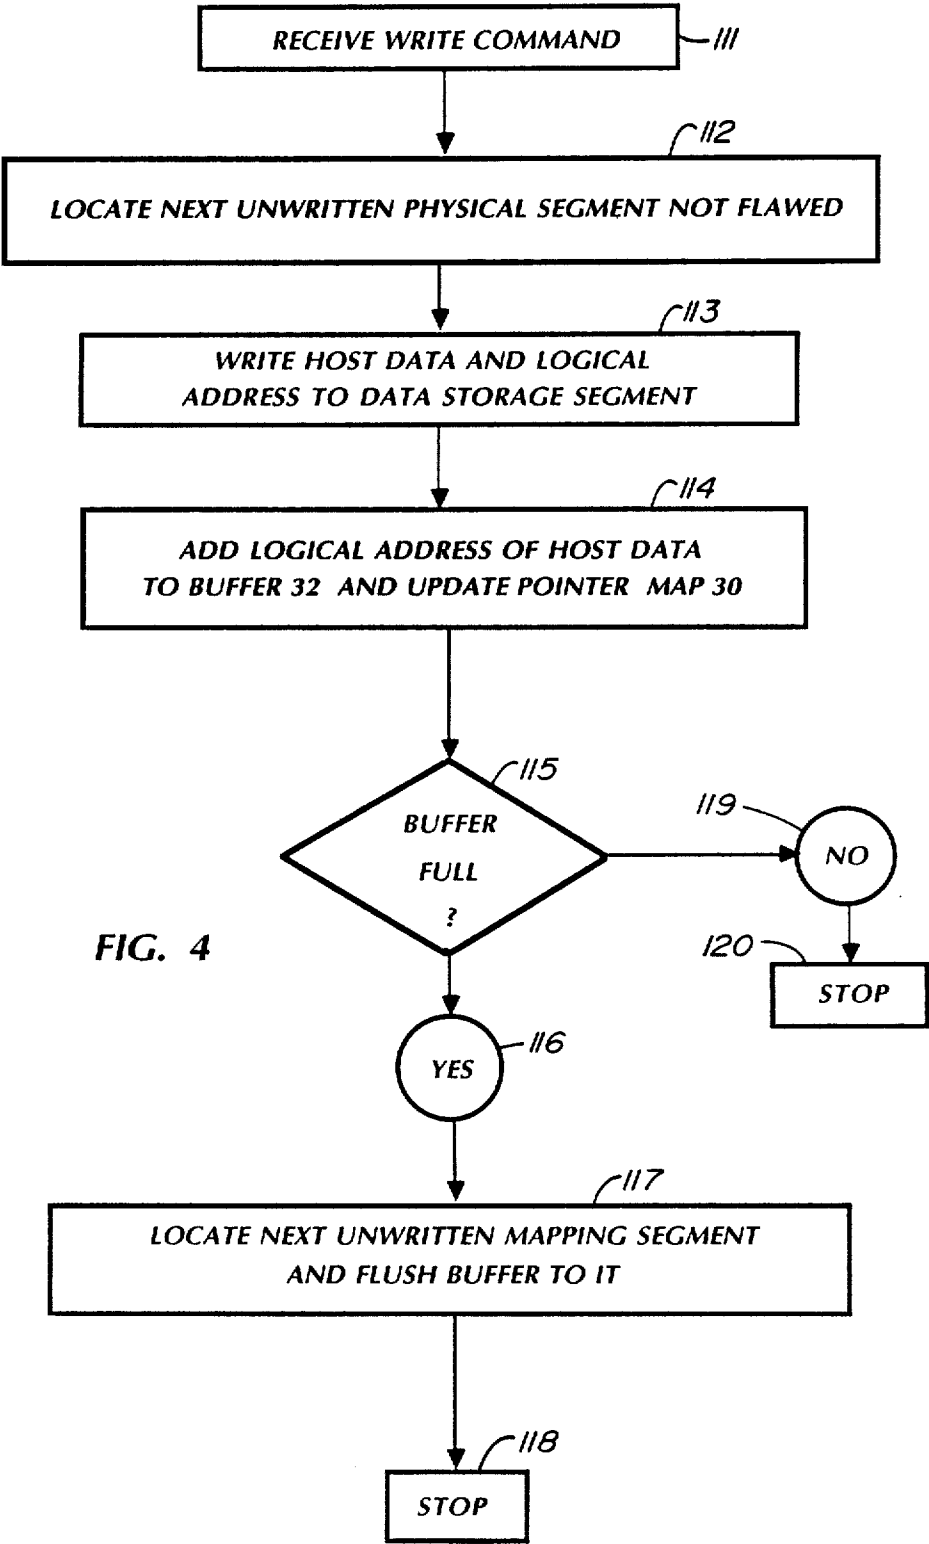 RECEIVE WRITE COMMAND
111
112
LOCATE NEXT UNWRITTEN PHYSICAL SEGMENT NOT FLAWED
113
WRITE HOST DATA AND LOGICAL
ADDRESS TO DATA STORAGE SEGMENT
114
ADD LOGICAL ADDRESS OF HOST DATA
TO BUFFER 32 AND UPDATE POINTER MAP 30
115
BUFFER
FULL
?
119
NO
FIG. 4
120
STOP
116
YES
117
LOCATE NEXT UNWRITTEN MAPPING SEGMENT
AND FLUSH BUFFER TO IT
118
STOP